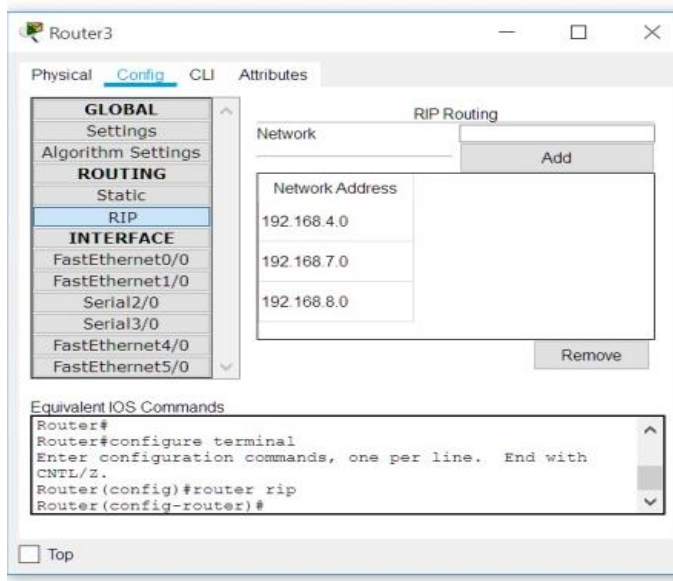 Router3
Physical Config CLI Attributes
GLOBAL
Settings
Algorithm Settings
ROUTING
Static
RIP
INTERFACE
FastEthernet0/0
FastEthernet1/0
Serial2/0
Serial3/0
FastEthernet4/0
FastEthernet5/0
RIP Routing
Network
Add
Network Address
192.168.4.0
192.168.7.0
192.168.8.0
Remove
Equivalent IOS Commands
Router#
Router#configure terminal
Enter configuration commands, one per line. End with
CNTL/Z.
Router(config)#router rip
Router(config-router)#
Top